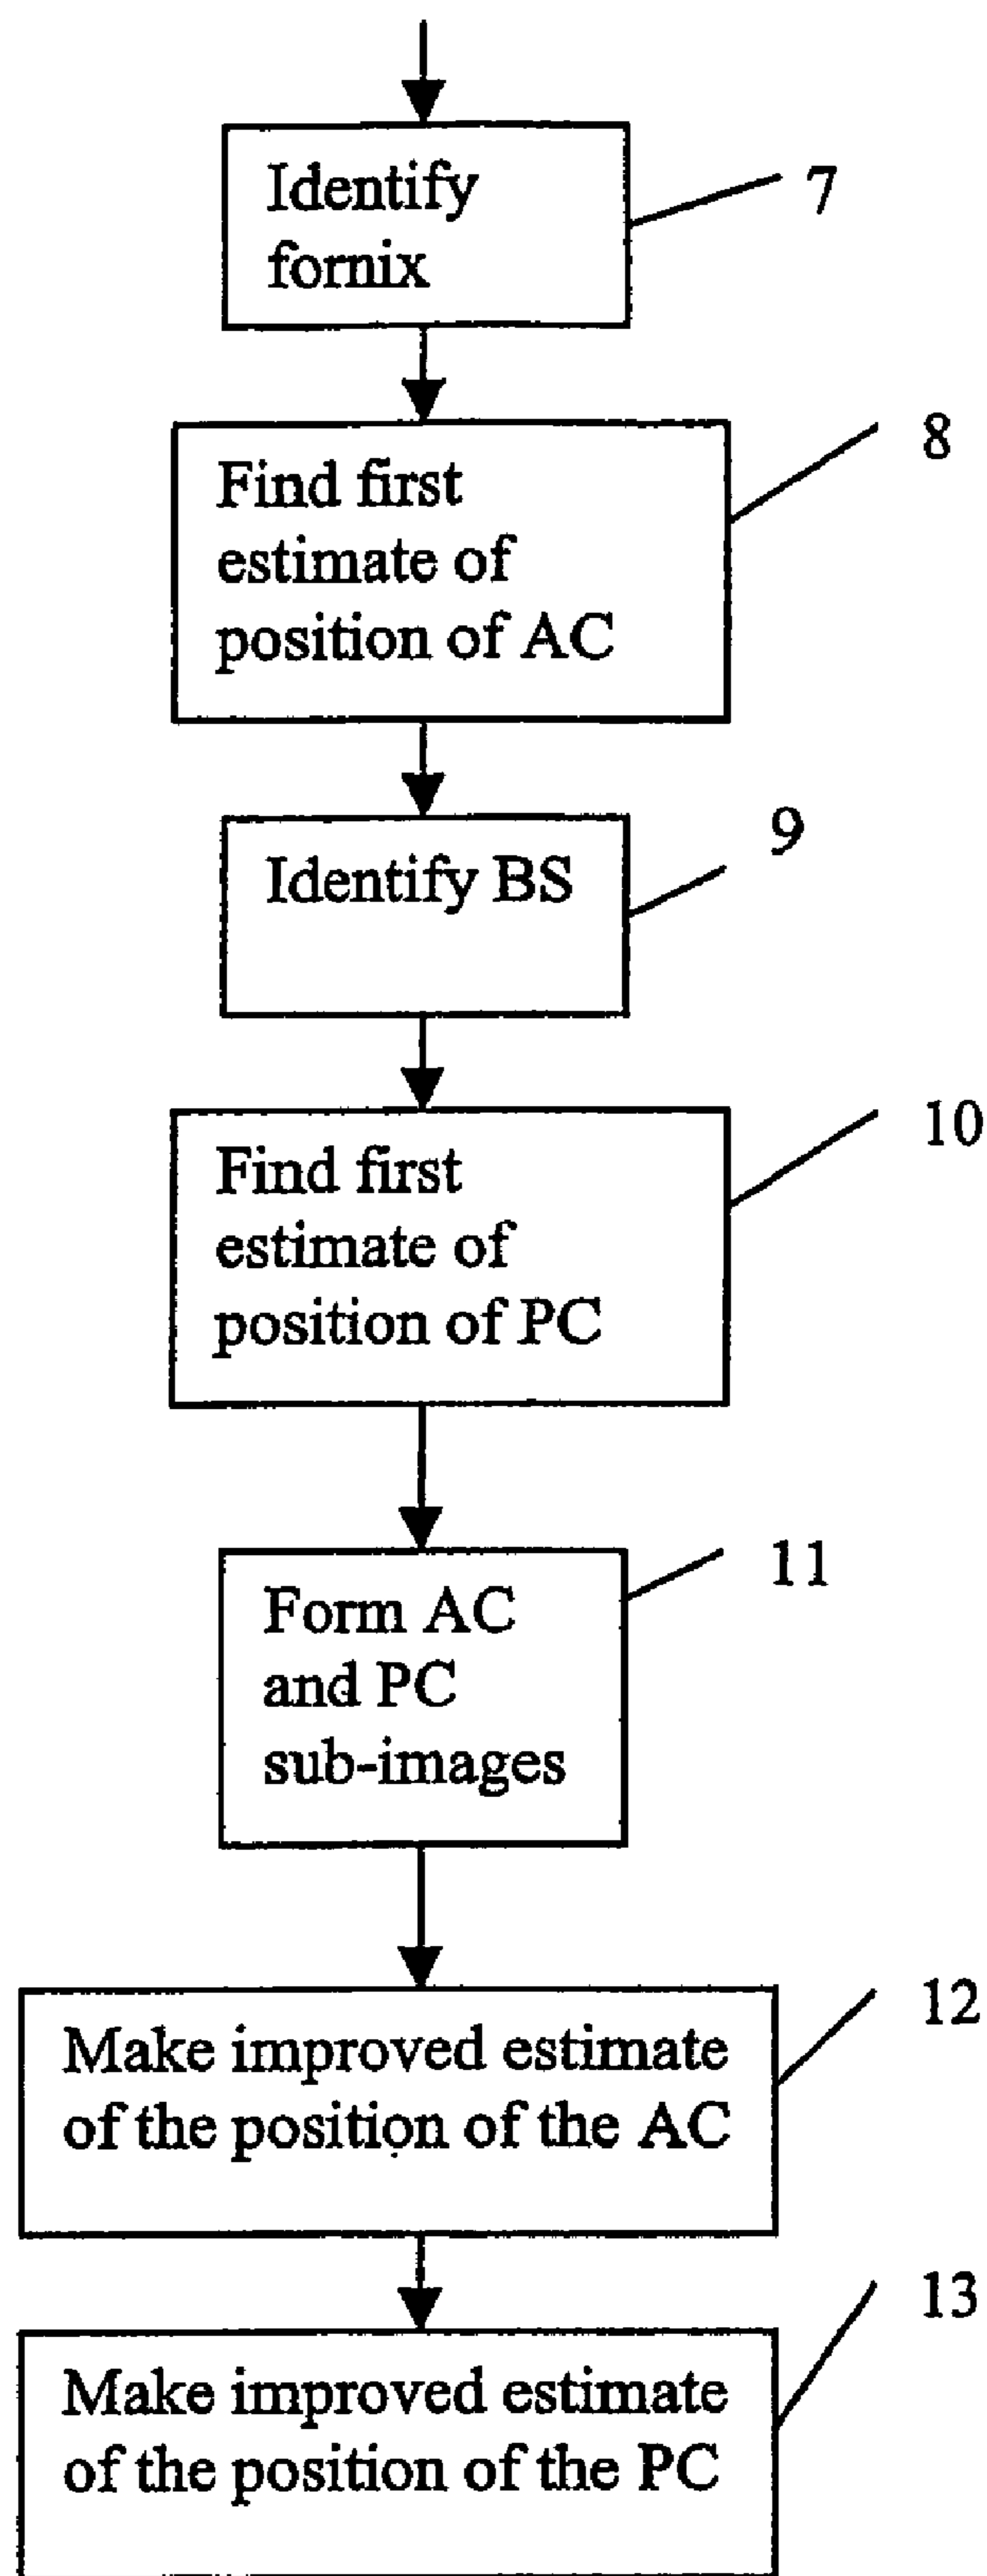 Identify
fornix
7
Find first
estimate of
position of AC
8
Identify BS
9
Find first
estimate of
position of PC
10
Form AC
and PC
sub-images
11
Make improved estimate
of the position of the AC
12
Make improved estimate
of the position of the PC
13